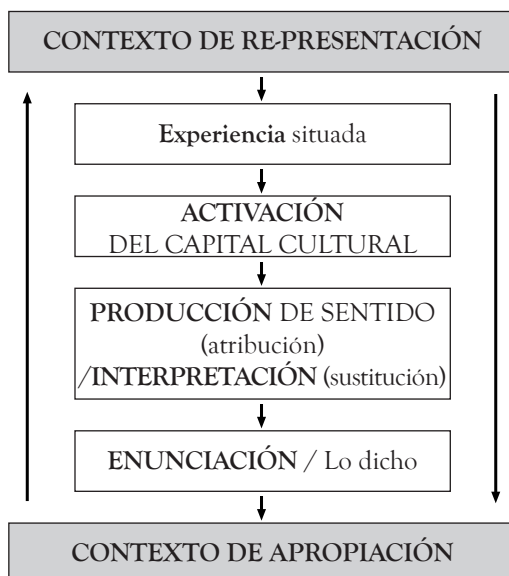 CONTEXTO DE RE-PRESENTACIÓN
Experiencia situada
ACTIVACIÓN
DEL CAPITAL CULTURAL
PRODUCCIÓN DE SENTIDO
(atribución)
/INTERPRETACIÓN (sustitución)
ENUNCIACIÓN / Lo dicho
CONTEXTO DE APROPIACIÓN